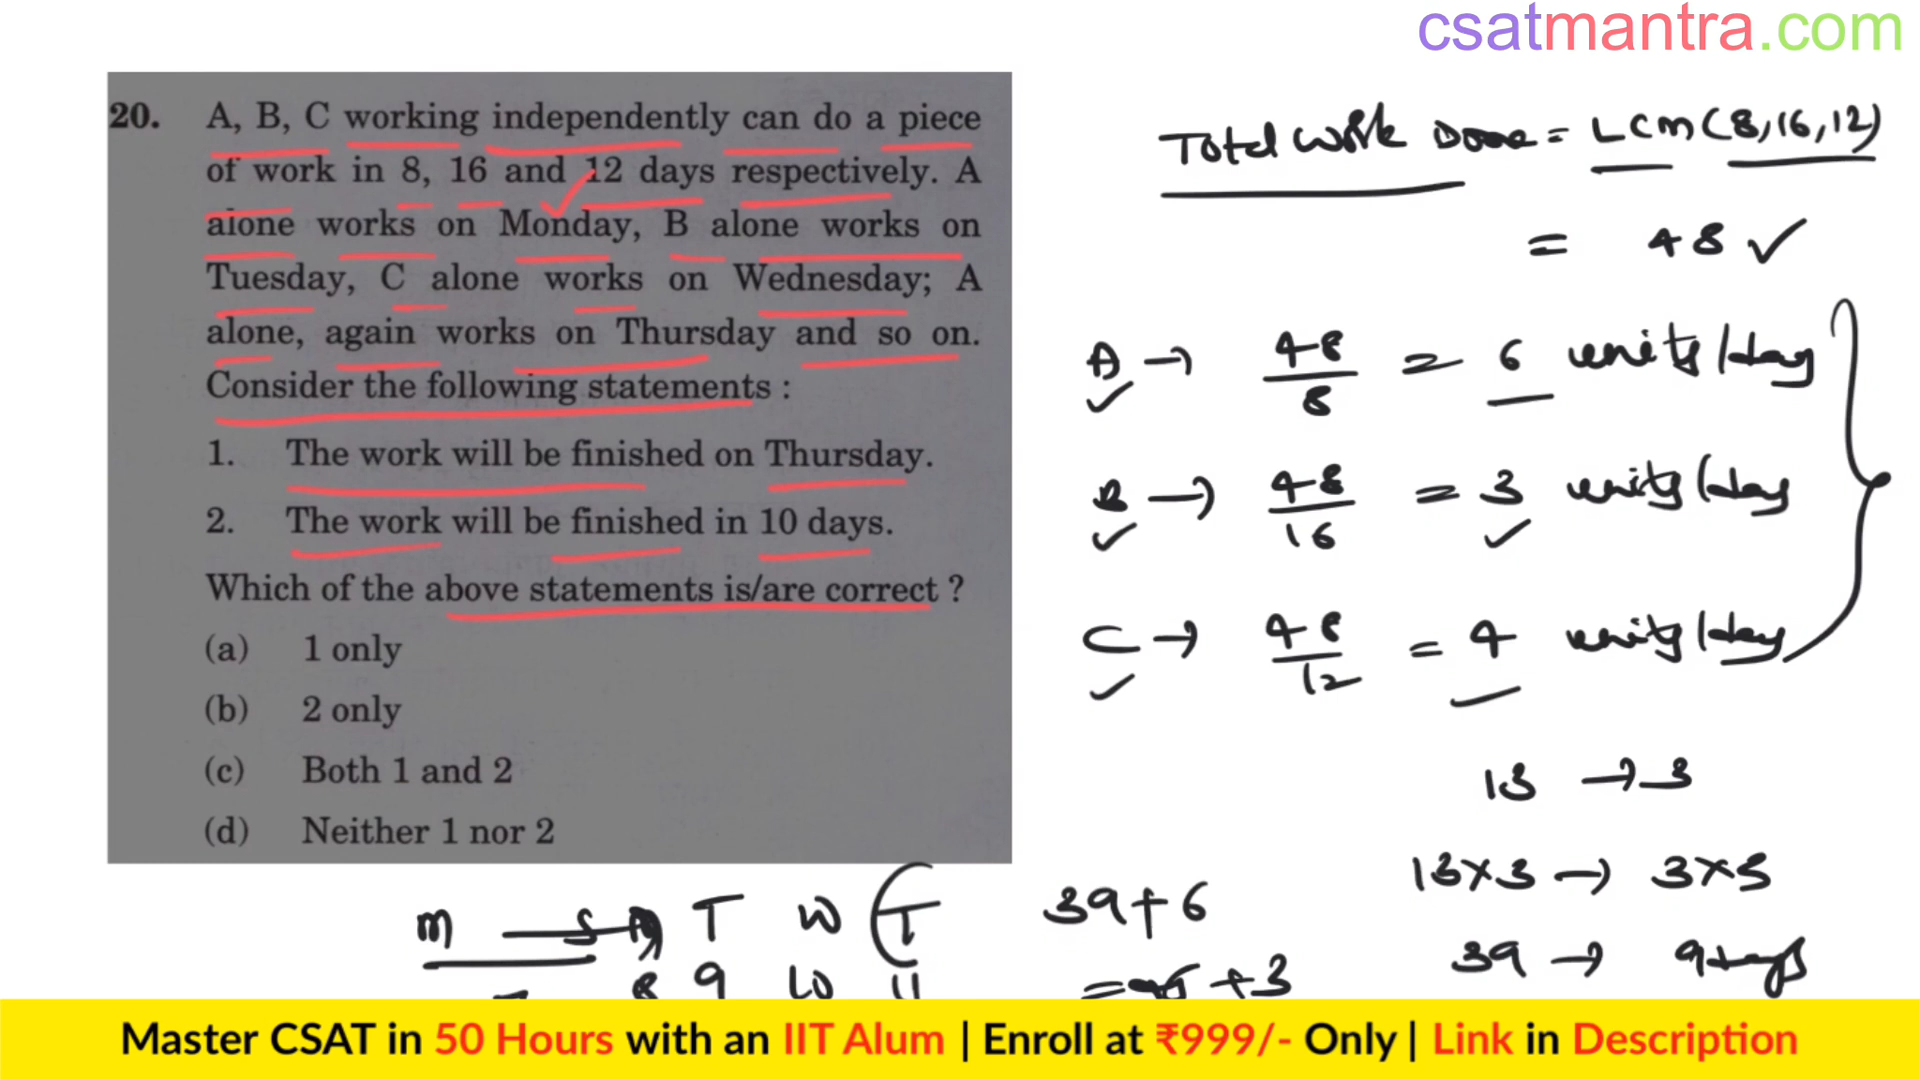 csatmantra.com
20. A, B, C working independently can do a piece
of work in 8, 16 and 12 days respectively. A
alone works on Monday, B alone works on
Tuesday, C alone works on Wednesday; A
alone, again works on Thursday and so on.
Consider the following statements :
1. The work will be finished on Thursday.
2. The work will be finished in 10 days.
Which of the above statements is/are correct ?
(a) 1 only
(b) 2 only
(c) Both 1 and 2
(d) Neither 1 nor 2
Total Work Done = LCM(8,16,12)
= 48 ✓
A → 48/8 = 6 units/day
B → 48/16 = 3 units/day
C → 48/12 = 4 units/day
13 → 3
13×3 → 3×3
39 → 9 days
M S M T W T
8 9 10 11
39+6
+3
Master CSAT in 50 Hours with an IIT Alum | Enroll at ₹999/- Only | Link in Description